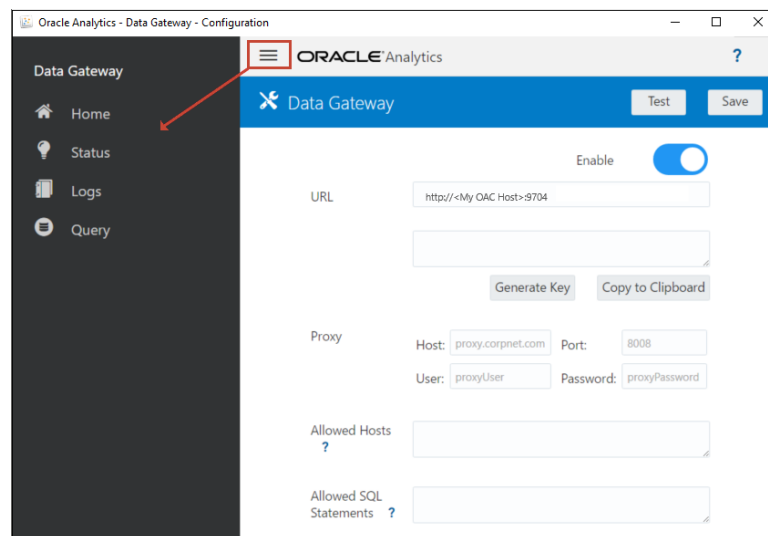 Oracle Analytics - Data Gateway - Configuration
Data Gateway
Home
Status
Logs
Query
ORACLE Analytics
?
Data Gateway
Test
Save
Enable
URL
http://<My OAC Host>:9704
Generate Key
Copy to Clipboard
Proxy
Host: proxy.corpnet.com Port: 8008
User: proxyUser Password: proxyPassword
Allowed Hosts
?
Allowed SQL
Statements ?